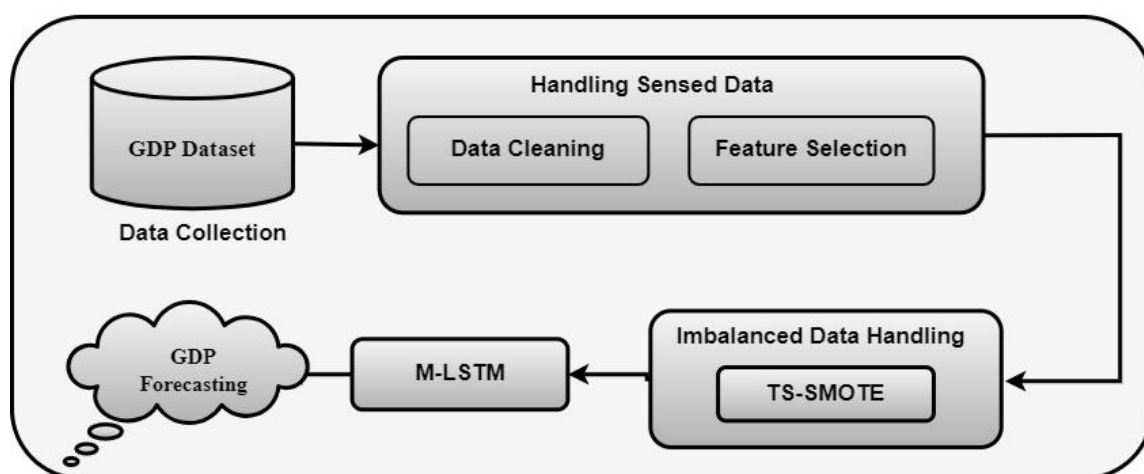 Handling Sensed Data
GDP Dataset
Data Cleaning
Feature Selection
Data Collection
Imbalanced Data Handling
TS-SMOTE
M-LSTM
GDP
Forecasting